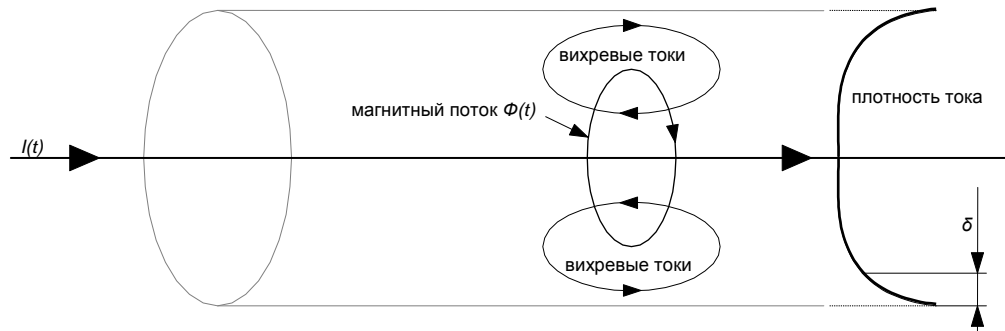 вихревые токи
плотность тока
магнитный поток Ф(t)
I(t)
δ
вихревые токи